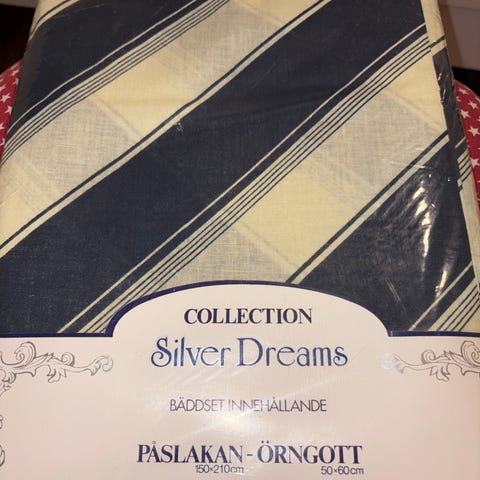 COLLECTION
Silver Dreams
BÄDDSET INNEHÅLLANDE
PÅSLAKAN - ÖRNGOTT
150×210cm 50×60cm